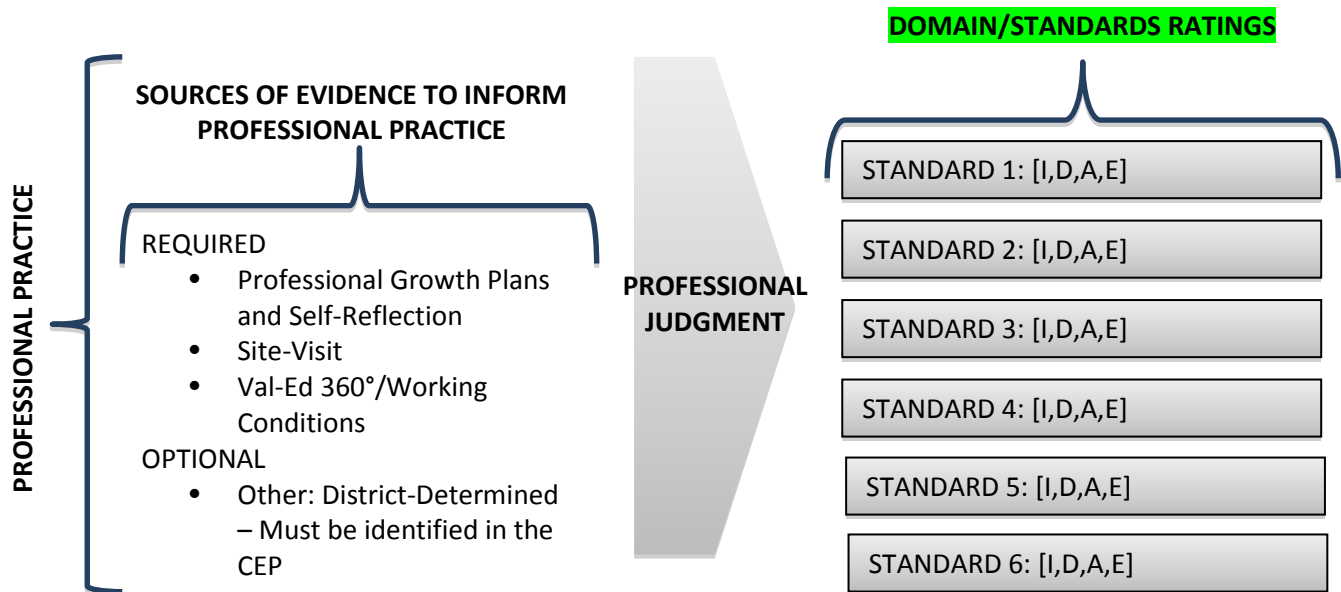 PROFESSIONAL PRACTICE
SOURCES OF EVIDENCE TO INFORM
PROFESSIONAL PRACTICE
REQUIRED
• Professional Growth Plans
and Self-Reflection
• Site-Visit
• Val-Ed 360°/Working
Conditions
OPTIONAL
• Other: District-Determined
– Must be identified in the
CEP
PROFESSIONAL
JUDGMENT
DOMAIN/STANDARDS RATINGS
STANDARD 1: [I,D,A,E]
STANDARD 2: [I,D,A,E]
STANDARD 3: [I,D,A,E]
STANDARD 4: [I,D,A,E]
STANDARD 5: [I,D,A,E]
STANDARD 6: [I,D,A,E]